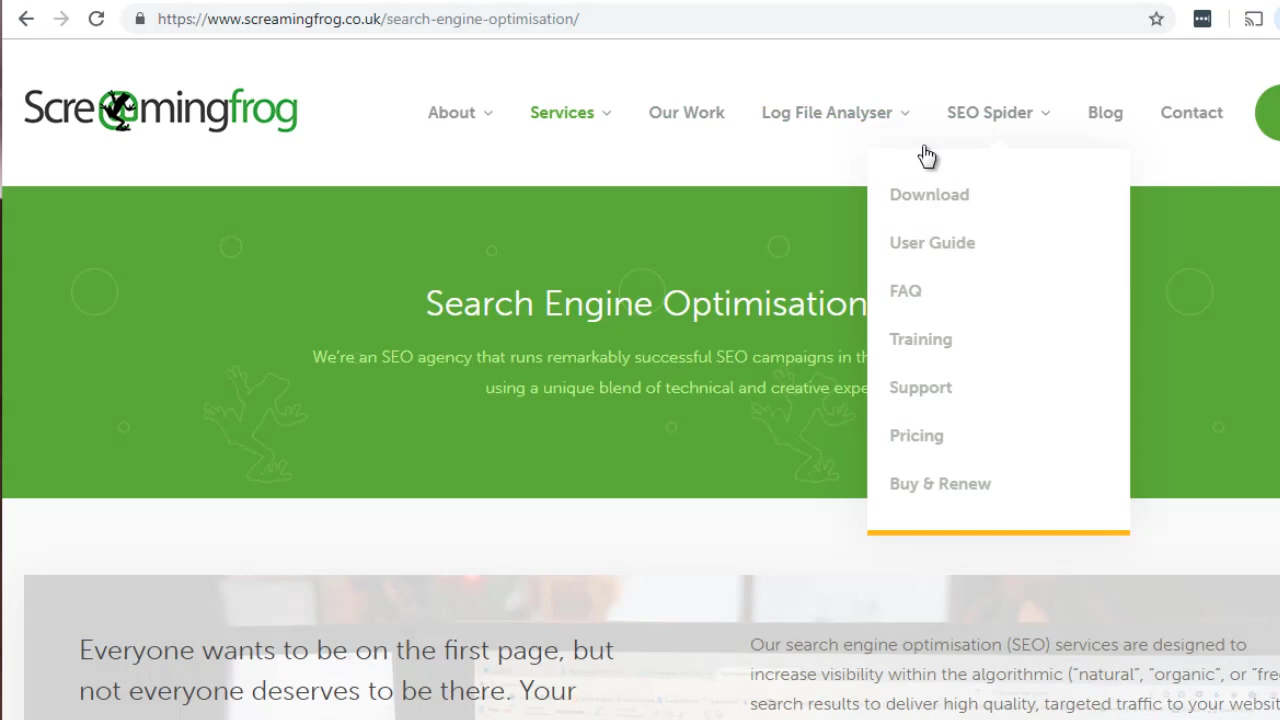 https://www.screamingfrog.co.uk/search-engine-optimisation/
Screamingfrog
About
Services
Our Work
Log File Analyser
SEO Spider
Blog
Contact
Download
User Guide
FAQ
Training
Support
Pricing
Buy & Renew
Search Engine Optimisation
We're an SEO agency that runs remarkably successful SEO campaigns in th
using a unique blend of technical and creative expe
Everyone wants to be on the first page, but
not everyone deserves to be there. Your
Our search engine optimisation (SEO) services are designed to
increase visibility within the algorithmic ("natural", "organic", or "fre
search results to deliver high quality, targeted traffic to your websit